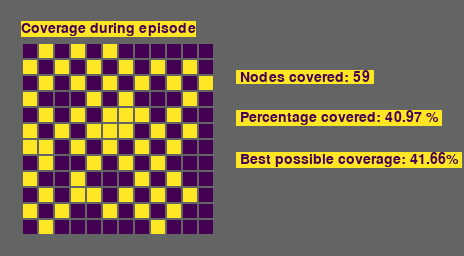 Coverage during episode
Nodes covered: 59
Percentage covered: 40.97 %
Best possible coverage: 41.66%